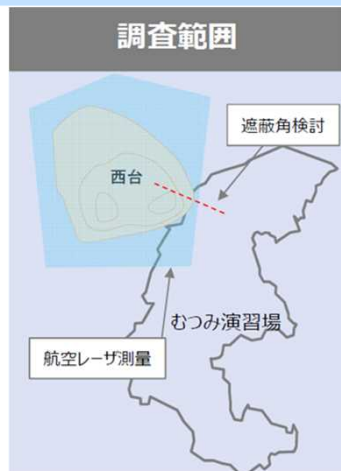 調査範囲
遮蔽角検討
西台
むつみ演習場
航空レーザ測量